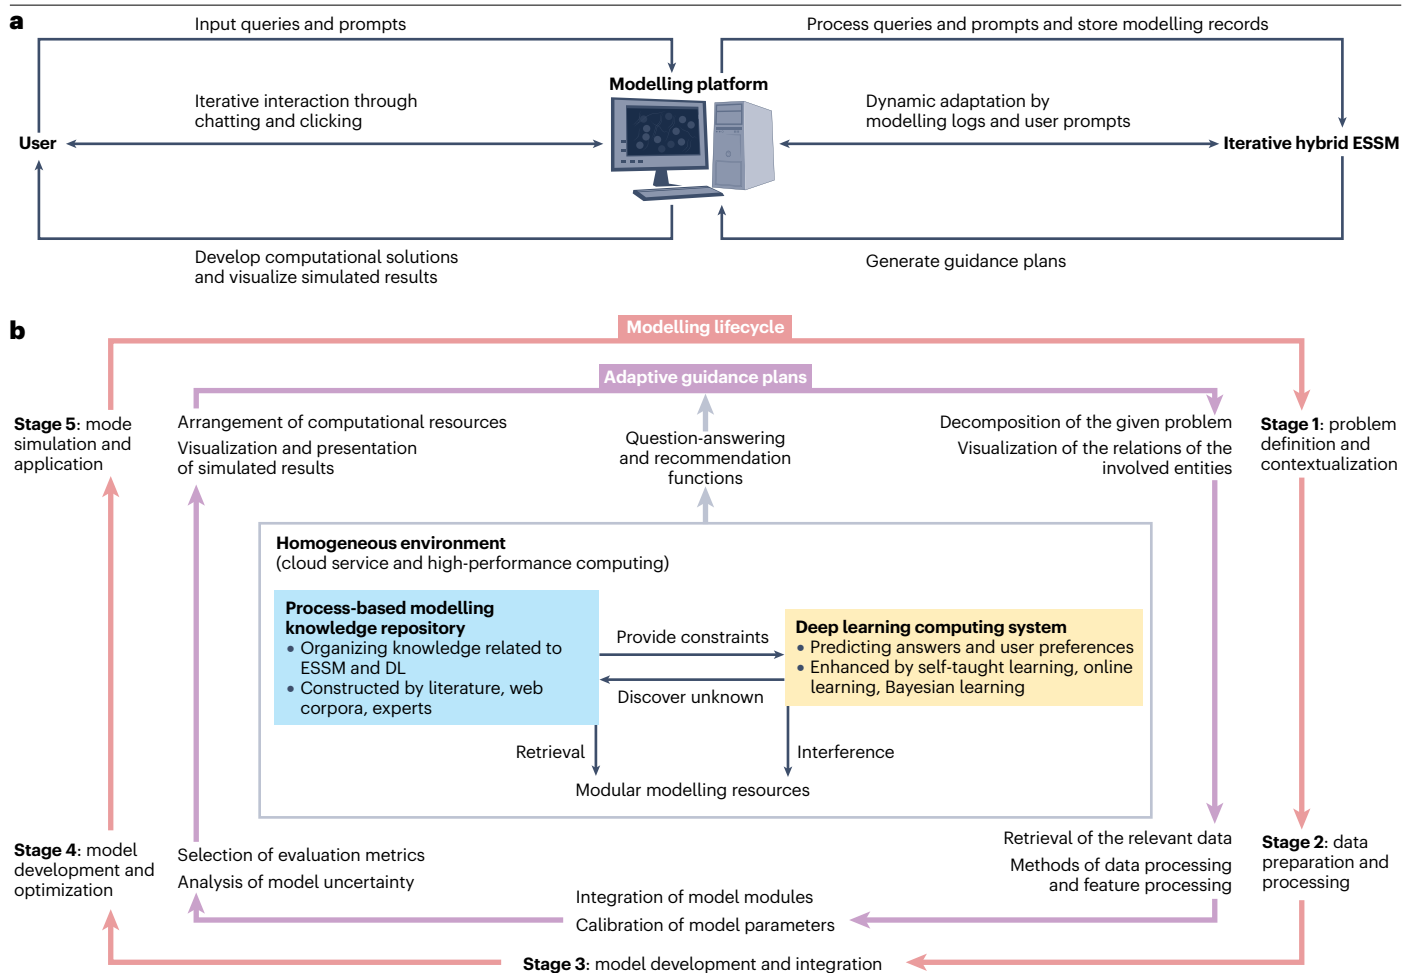 a
Input queries and prompts
Process queries and prompts and store modelling records
Modelling platform
Iterative interaction through
chatting and clicking
Dynamic adaptation by
modelling logs and user prompts
User
Iterative hybrid ESSM
Develop computational solutions
and visualize simulated results
Generate guidance plans
b
Modelling lifecycle
Adaptive guidance plans
Stage 5: mode
simulation and
application
Arrangement of computational resources
Visualization and presentation
of simulated results
Question-answering
and recommendation
functions
Decomposition of the given problem
Visualization of the relations of the
involved entities
Stage 1: problem
definition and
contextualization
Homogeneous environment
(cloud service and high-performance computing)
Process-based modelling
knowledge repository
• Organizing knowledge related to
ESSM and DL
• Constructed by literature, web
corpora, experts
Provide constraints
Discover unknown
Deep learning computing system
• Predicting answers and user preferences
• Enhanced by self-taught learning, online
learning, Bayesian learning
Retrieval
Interference
Modular modelling resources
Stage 4: model
development and
optimization
Selection of evaluation metrics
Analysis of model uncertainty
Integration of model modules
Calibration of model parameters
Retrieval of the relevant data
Methods of data processing
and feature processing
Stage 2: data
preparation and
processing
Stage 3: model development and integration